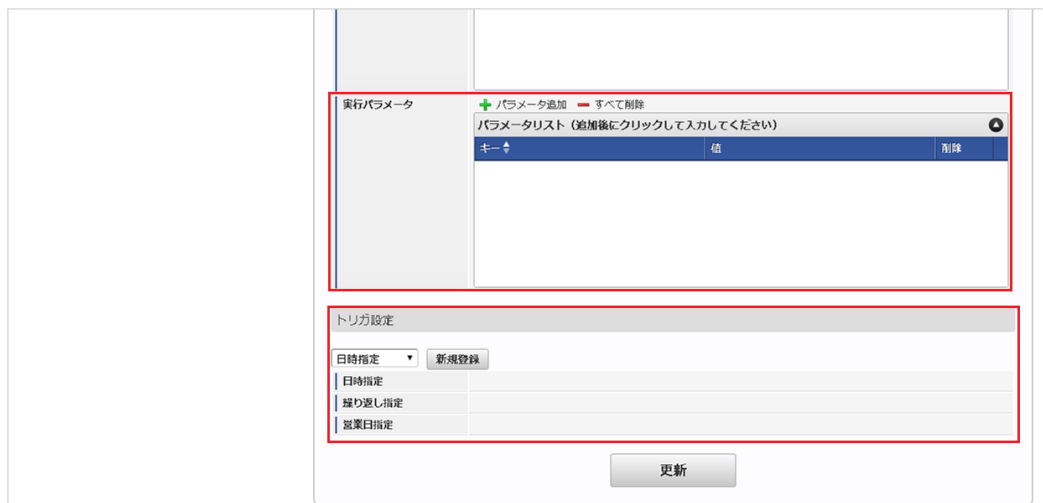 実行パラメータ
パラメータ追加 すべて削除
パラメータリスト（追加後にクリックして入力してください）
キー 値 削除
トリガ設定
日時指定 新規登録
日時指定
繰り返し指定
営業日指定
更新